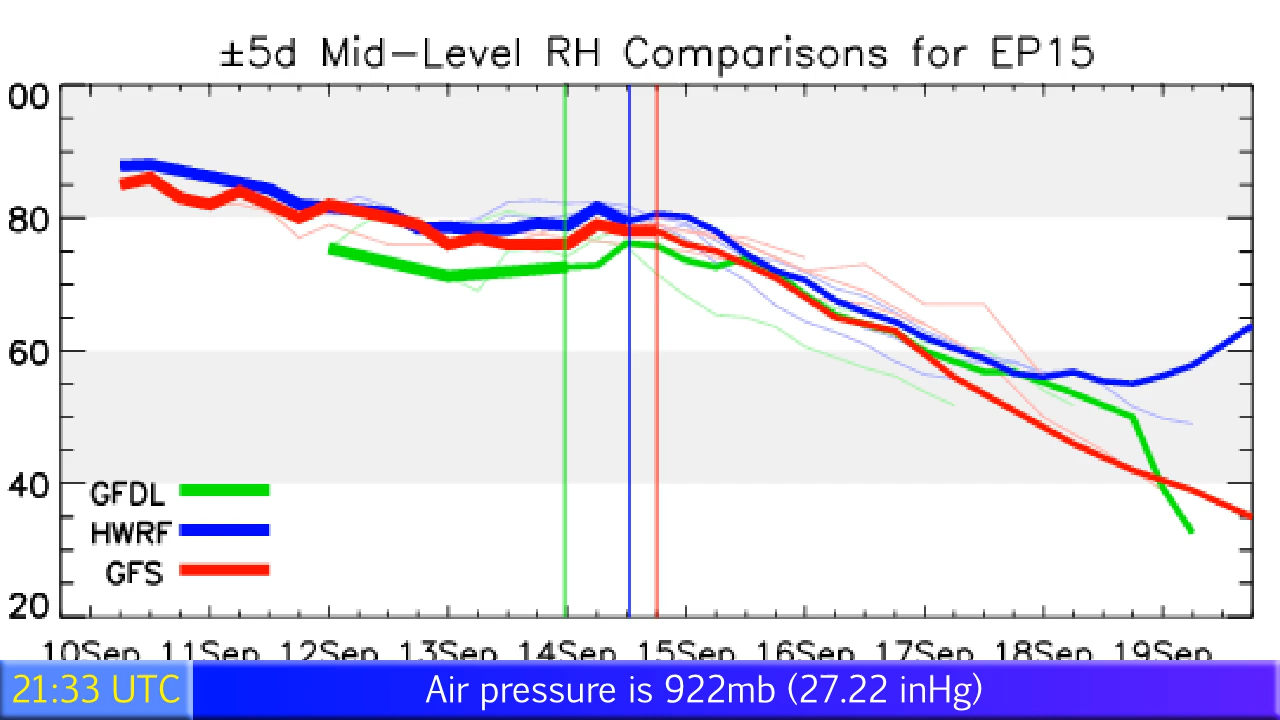 ±5d Mid-Level RH Comparisons for EP15
00
80
60
40
20
GFDL
HWRF
GFS
10Sep 11Sep 12Sep 13Sep 14Sep 15Sep 16Sep 17Sep 18Sep 19Sep
21:33 UTC Air pressure is 922mb (27.22 inHg)